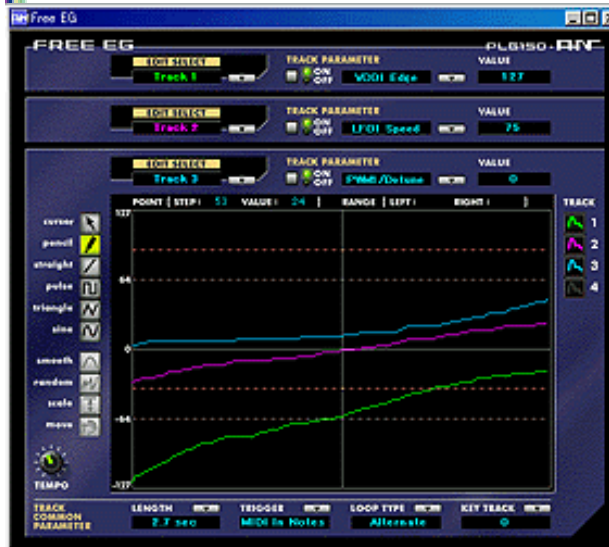 Free EG
FREE EG
PLG150-AN
EDIT SELECT
TRACK PARAMETER
VALUE
Track 1
ON
OFF
VCO1 Edge
127
EDIT SELECT
TRACK PARAMETER
VALUE
Track 2
ON
OFF
LFO1 Speed
75
EDIT SELECT
TRACK PARAMETER
VALUE
Track 3
ON
OFF
0
POINT [ STEP : 53 VALUE : 24 ] RANGE [ LEFT : RIGHT : ]
TRACK
127
64
0
-64
-127
cursor
pencil
straight
pulse
triangle
sine
smooth
random
scale
move
1
2
3
4
TEMPO
TRACK COMMON PARAMETER
LENGTH
TRIGGER
LOOP TYPE
KEY TRACK
2.7 sec
MIDI In Notes
Alternate
0